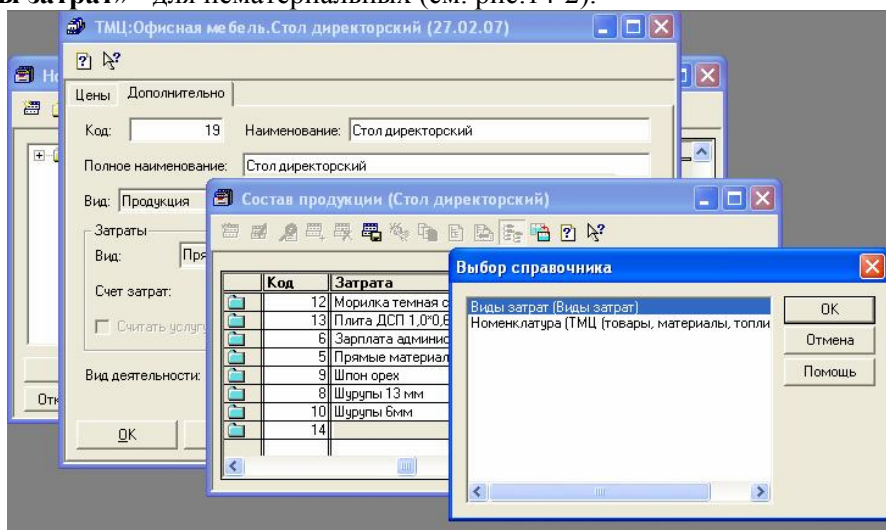 затрат» - для нематериальных (см. рис.14-2).
ТМЦ:Офисная мебель.Стол директорский (27.02.07)
Цены Дополнительно
Код: 19 Наименование: Стол директорский
Полное наименование: Стол директорский
Вид: Продукция
Состав продукции (Стол директорский)
Затраты
Вид:
Счет затрат:
Считать услугу
Вид деятельности:
OK
Код Затрата
12 Морилка темная
13 Плита ДСП 1,0*0,6
6 Зарплата
5 Прямые
9 Шпон орех
8 Шурупы 13 мм
10 Шурупы 6мм
14
Выбор справочника
Виды затрат (Виды затрат)
Номенклатура (ТМЦ (товары, материалы,
OK
Отмена
Помощь